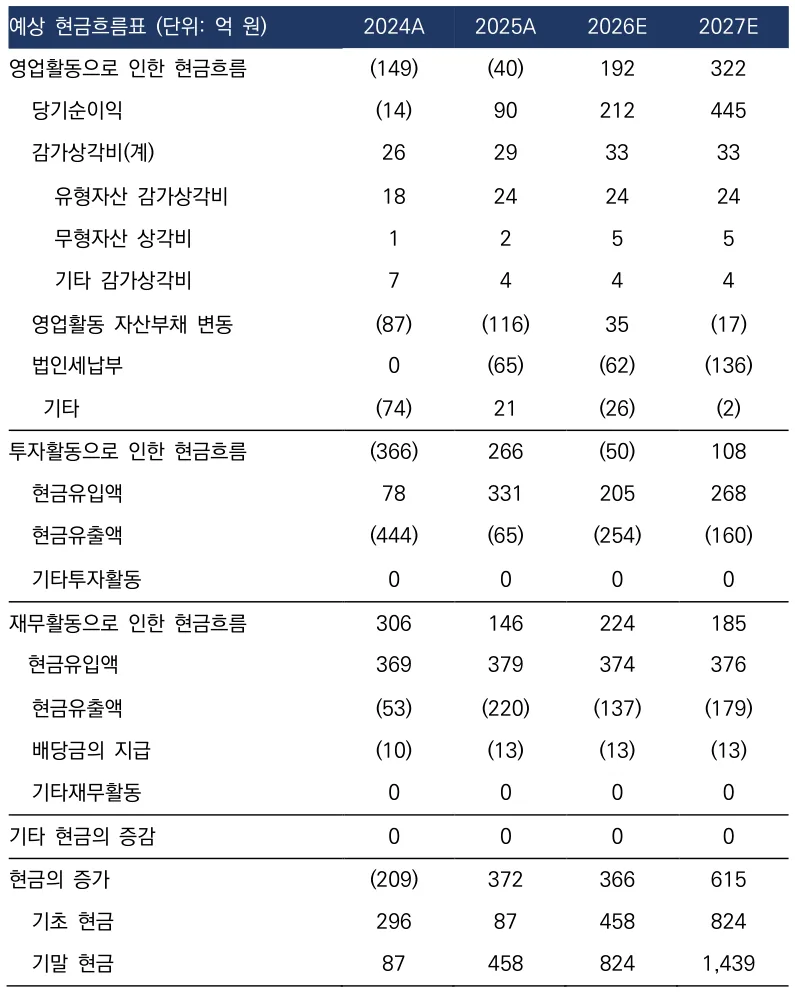 예상 현금흐름표 (단위: 억 원) 2024A 2025A 2026E 2027E
영업활동으로 인한 현금흐름 (149) (40) 192 322
당기순이익 (14) 90 212 445
감가상각비(계) 26 29 33 33
유형자산 감가상각비 18 24 24 24
무형자산 상각비 1 2 5 5
기타 감가상각비 7 4 4 4
영업활동 자산부채 변동 (87) (116) 35 (17)
법인세납부 0 (65) (62) (136)
기타 (74) 21 (26) (2)
투자활동으로 인한 현금흐름 (366) 266 (50) 108
현금유입액 78 331 205 268
현금유출액 (444) (65) (254) (160)
기타투자활동 0 0 0 0
재무활동으로 인한 현금흐름 306 146 224 185
현금유입액 369 379 374 376
현금유출액 (53) (220) (137) (179)
배당금의 지급 (10) (13) (13) (13)
기타재무활동 0 0 0 0
기타 현금의 증감 0 0 0 0
현금의 증가 (209) 372 366 615
기초 현금 296 87 458 824
기말 현금 87 458 824 1,439